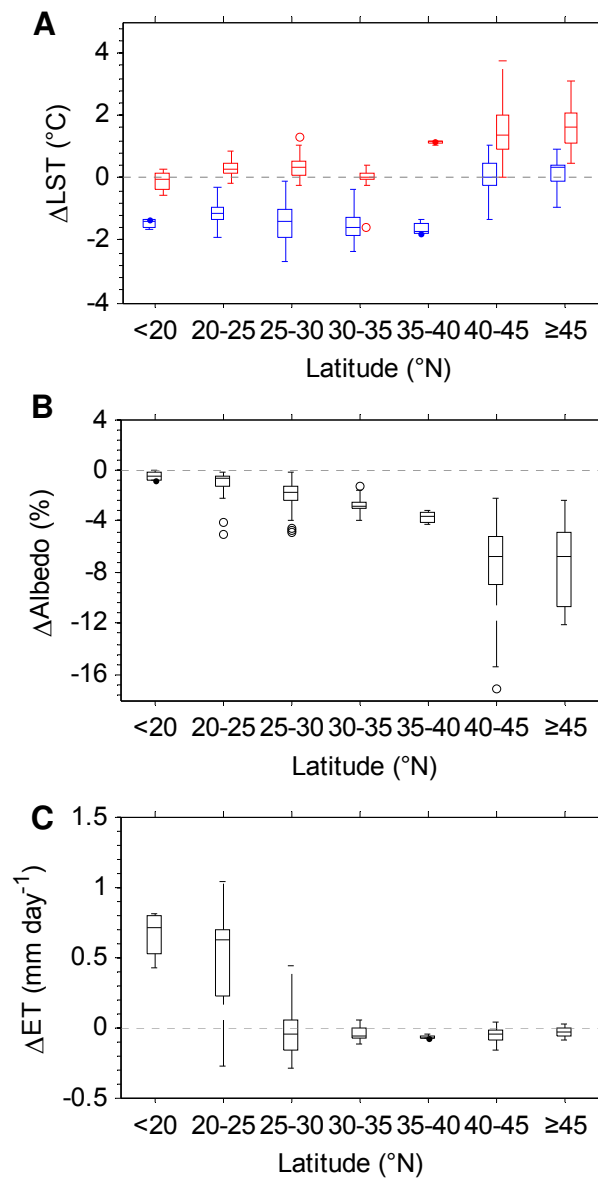 A
4
2
0
-2
-4
ΔLST (°C)
<20 20-25 25-30 30-35 35-40 40-45 ≥45
Latitude (°N)
B
4
0
-4
-8
-12
-16
ΔAlbedo (%)
<20 20-25 25-30 30-35 35-40 40-45 ≥45
Latitude (°N)
C
1.5
1
0.5
0
-0.5
ΔET (mm day⁻¹)
<20 20-25 25-30 30-35 35-40 40-45 ≥45
Latitude (°N)